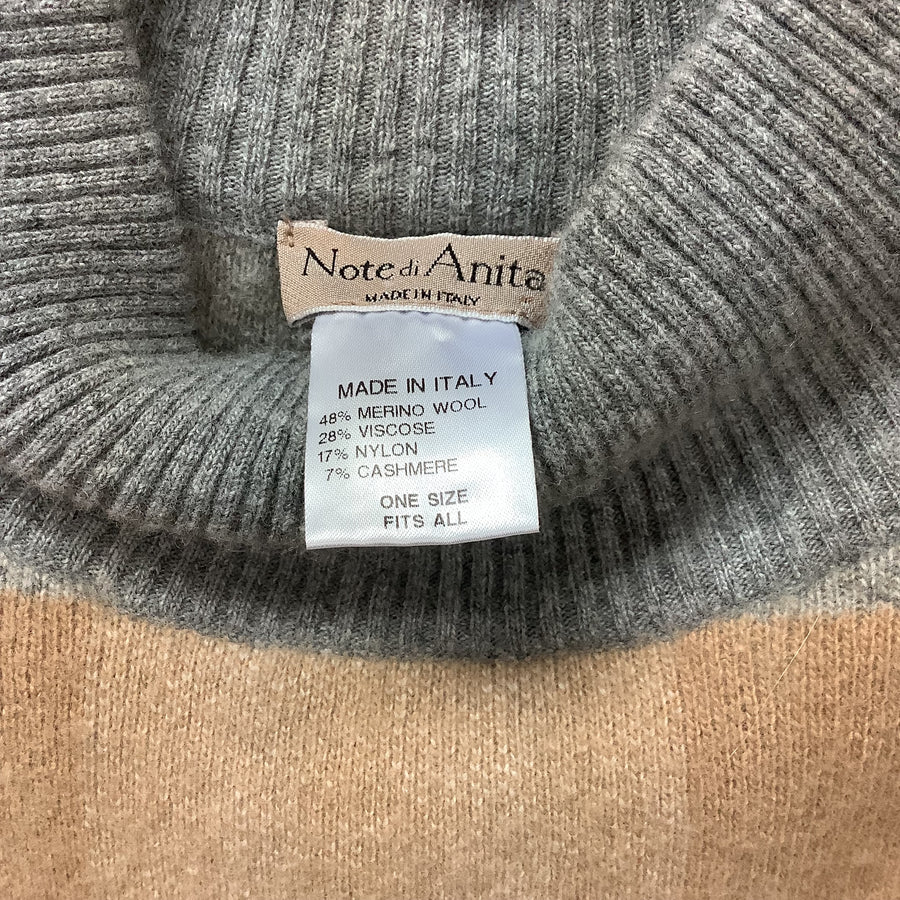 Note di Anita
MADE IN ITALY
MADE IN ITALY
48% MERINO WOOL
28% VISCOSE
17% NYLON
7% CASHMERE
ONE SIZE
FITS ALL